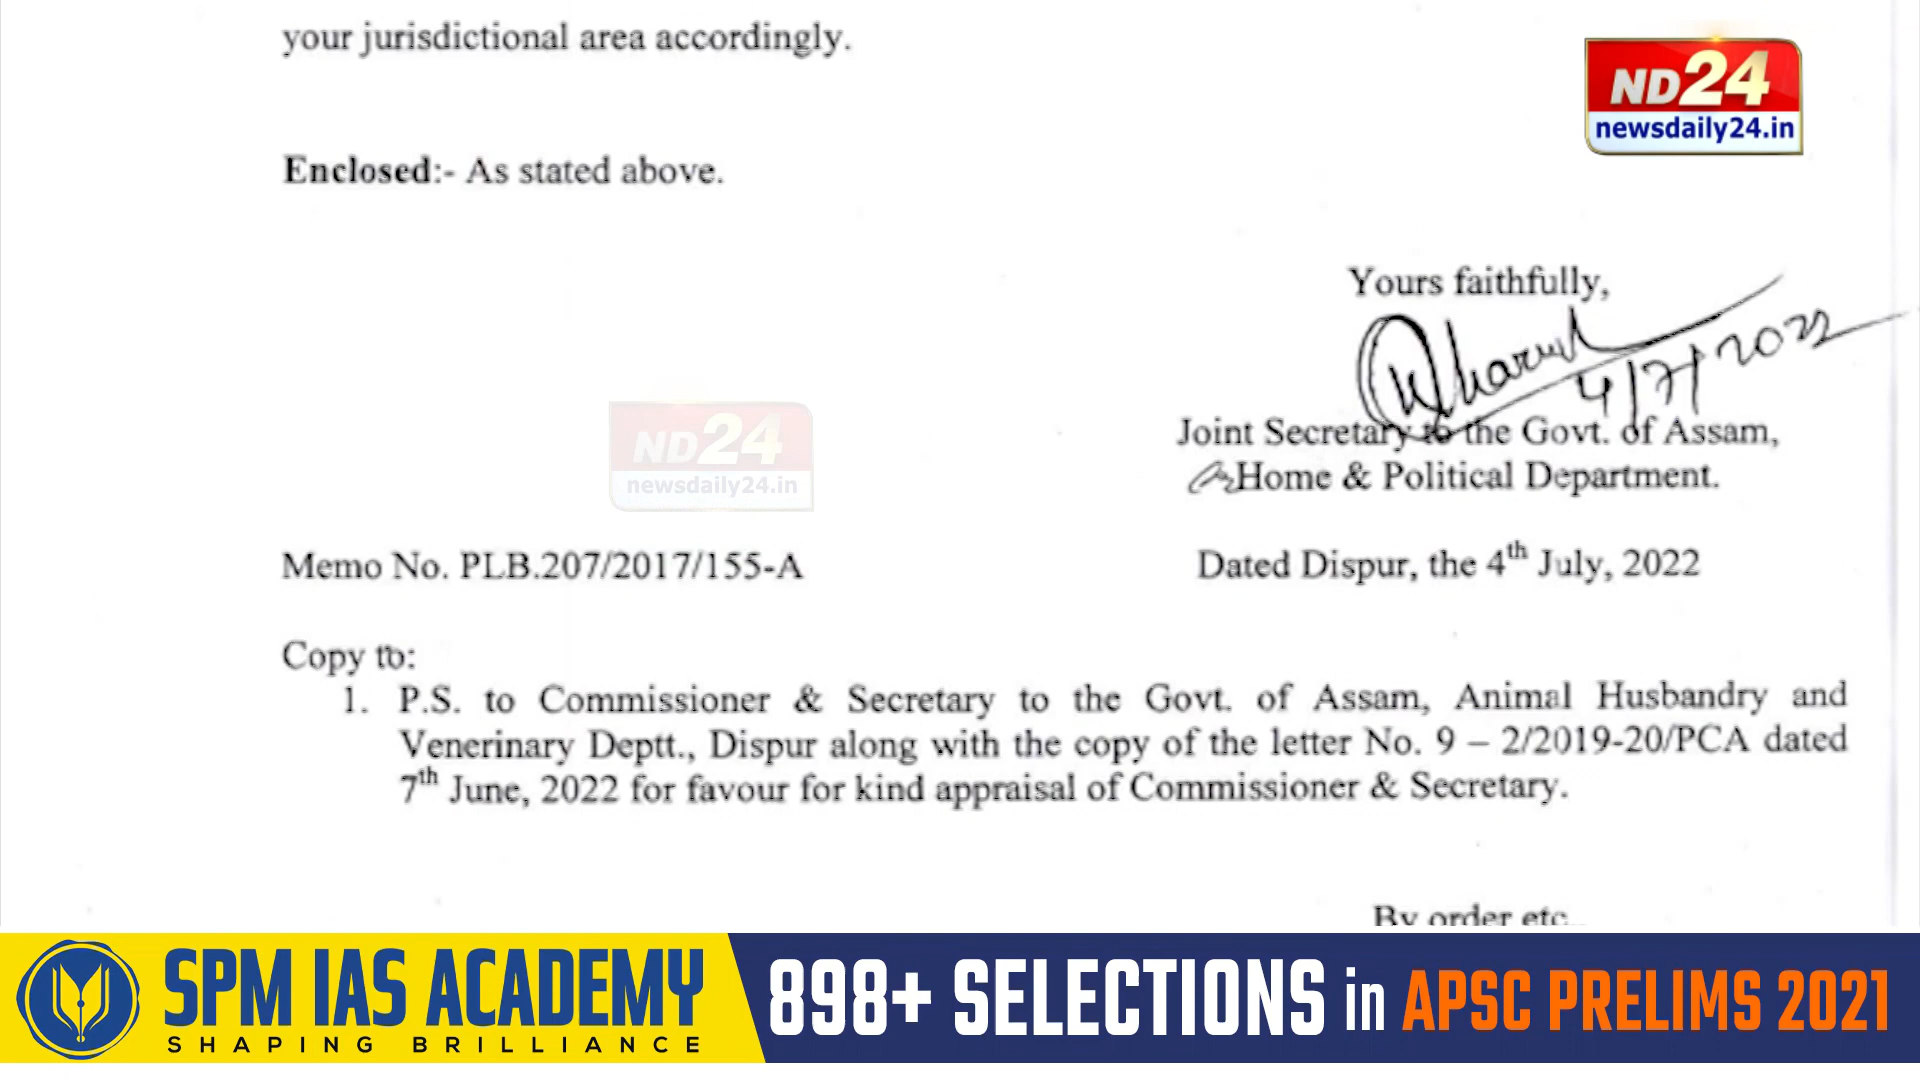 your jurisdictional area accordingly.
ND24
newsdaily24.in
Enclosed:- As stated above.
Yours faithfully,
4/7/2022
Joint Secretary to the Govt. of Assam,
Home & Political Department.
ND24
newsdaily24.in
Memo No. PLB.207/2017/155-A
Dated Dispur, the 4th July, 2022
Copy to:
1. P.S. to Commissioner & Secretary to the Govt. of Assam, Animal Husbandry and
Venerinary Deptt., Dispur along with the copy of the letter No. 9 – 2/2019-20/PCA dated
7th June, 2022 for favour for kind appraisal of Commissioner & Secretary.
By order etc..
SPM IAS ACADEMY
SHAPING BRILLIANCE
898+ SELECTIONS in APSC PRELIMS 2021